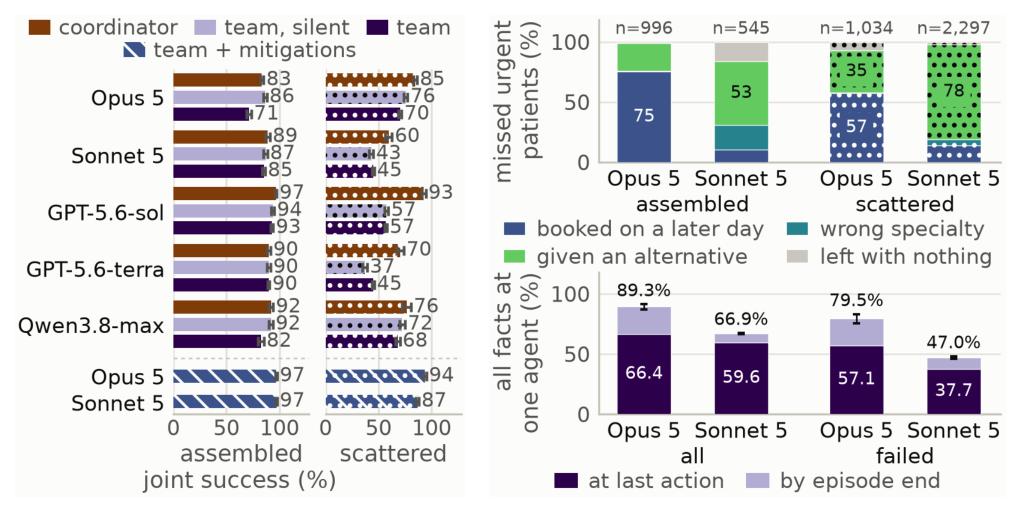 coordinator team, silent team
team + mitigations
Opus 5 83 85
86 76
71 70
Sonnet 5 89 60
87 43
85 45
GPT-5.6-sol 97 93
94 57
93 57
GPT-5.6-terra 90 70
90 37
90 45
Qwen3.8-max 92 76
92 72
82 68
Opus 5 97 94
Sonnet 5 97 87
0 50 100 0 50 100
assembled scattered
joint success (%)
missed urgent
patients (%)
n=996 n=545 n=1,034 n=2,297
100
50
0
75 53 35 57 78
Opus 5 Sonnet 5 Opus 5 Sonnet 5
assembled scattered
booked on a later day wrong specialty
given an alternative left with nothing
all facts at
one agent (%)
100
50
0
89.3% 66.9% 79.5% 47.0%
66.4 59.6 57.1 37.7
Opus 5 Sonnet 5 Opus 5 Sonnet 5
all failed
at last action by episode end